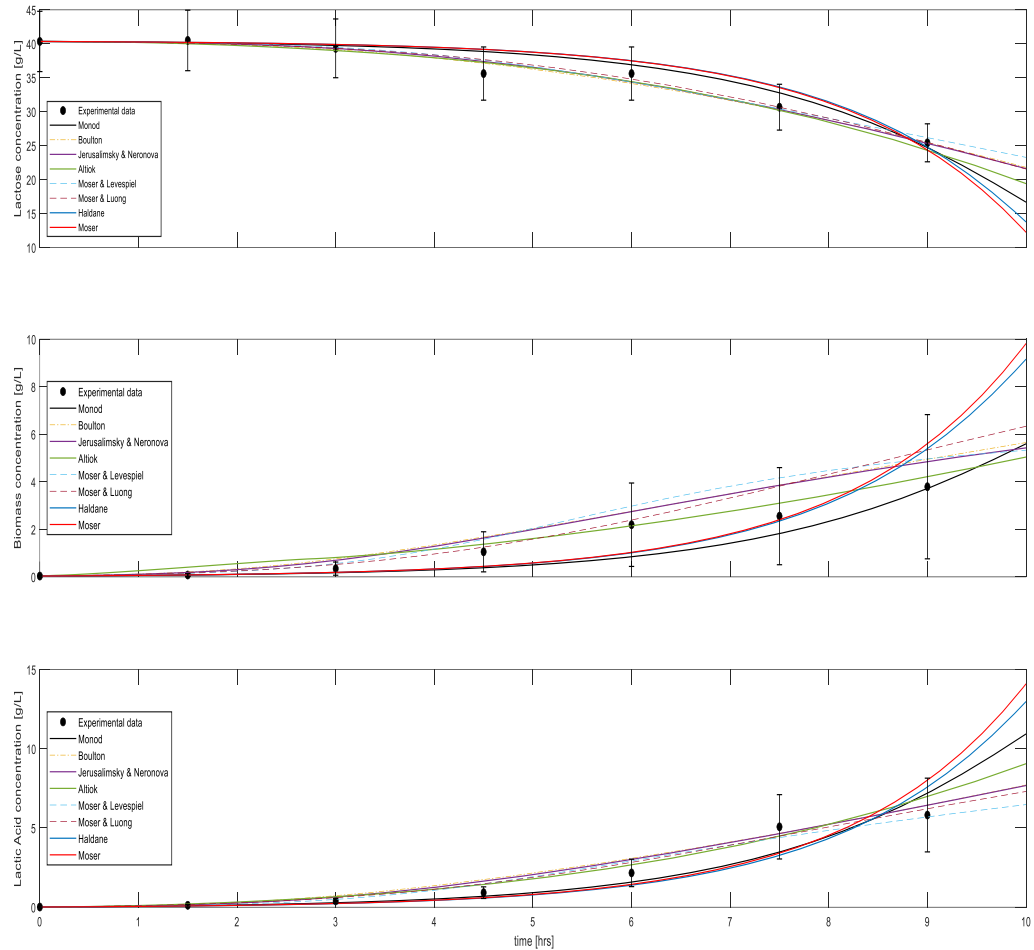 Lactose concentration [g/L]
45
40
35
30
25
20
15
10
Experimental data
Monod
Boulton
Jerusalimsky & Neronova
Altiok
Moser & Levespiel
Moser & Luong
Haldane
Moser
Biomass concentration [g/L]
10
8
6
4
2
0
Experimental data
Monod
Boulton
Jerusalimsky & Neronova
Altiok
Moser & Levespiel
Moser & Luong
Haldane
Moser
Lactic Acid concentration [g/L]
15
10
5
0
Experimental data
Monod
Boulton
Jerusalimsky & Neronova
Altiok
Moser & Levespiel
Moser & Luong
Haldane
Moser
0 1 2 3 4 5 6 7 8 9 10
time [hrs]